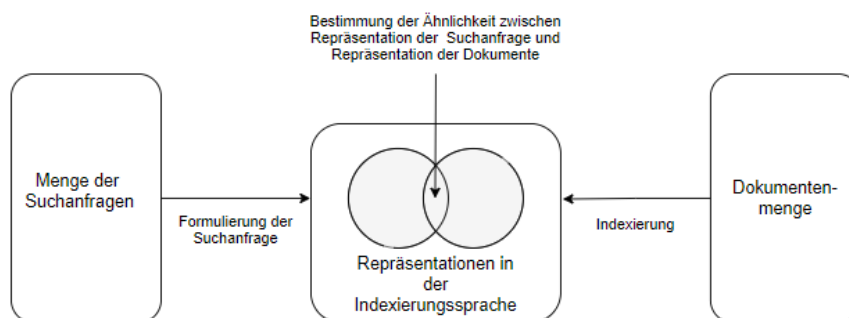 Bestimmung der Ähnlichkeit zwischen
Repräsentation der Suchanfrage und
Repräsentation der Dokumente
Menge der
Suchanfragen
Formulierung der
Suchanfrage
Repräsentationen in
der
Indexierungssprache
Indexierung
Dokumenten-
menge